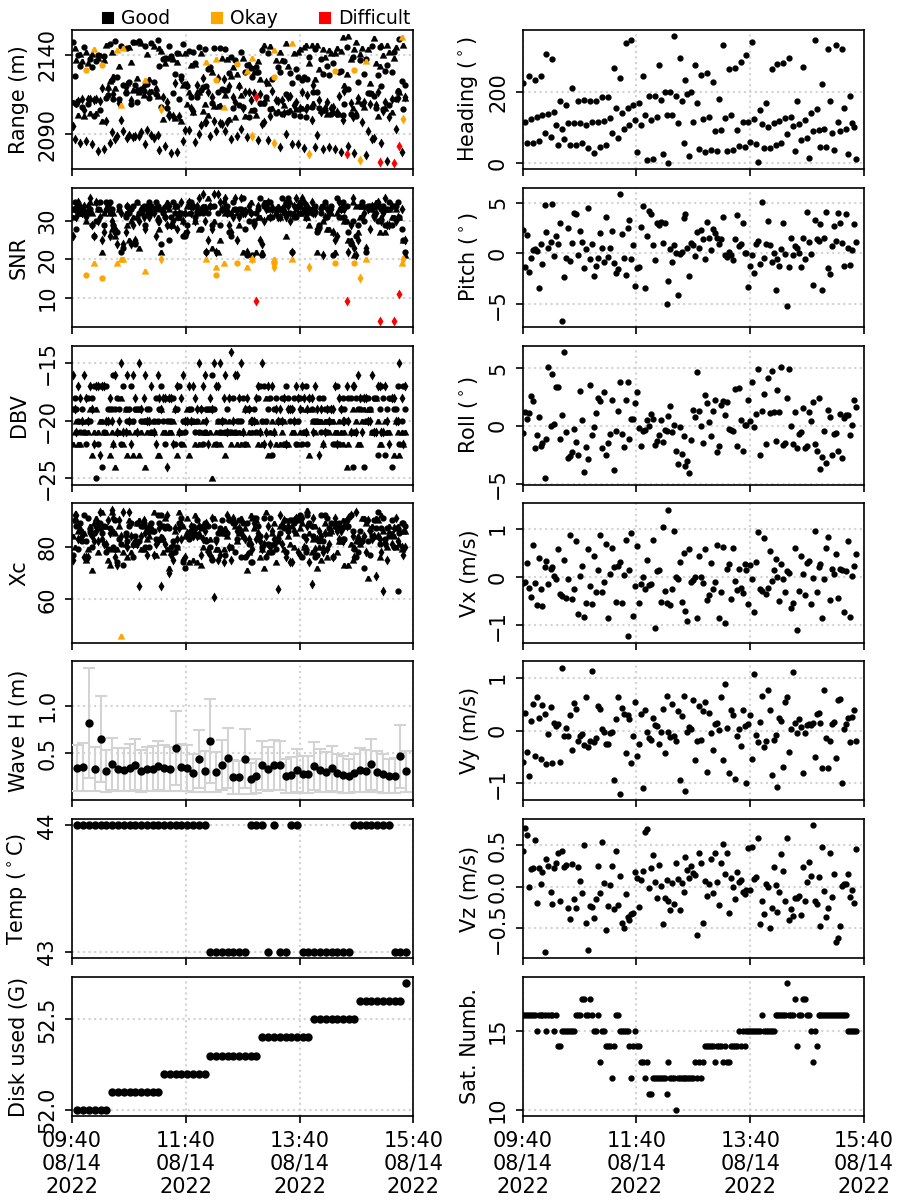 Good Okay Difficult
Range (m)
2140
2090
Heading (°)
200
0
SNR
30
20
10
Pitch (°)
5
0
−5
DBV
−15
−20
−25
Roll (°)
5
0
−5
Xc
80
60
Vx (m/s)
1
0
−1
Wave H (m)
1.0
0.5
Vy (m/s)
1
0
−1
Temp (°C)
44
43
Vz (m/s)
0.5
0.0
−0.5
Disk used (G)
52.5
52.0
Sat. Numb.
15
10
09:40 11:40 13:40 15:40 09:40 11:40 13:40 15:40
08/14 08/14 08/14 08/14 08/14 08/14 08/14 08/14
2022 2022 2022 2022 2022 2022 2022 2022